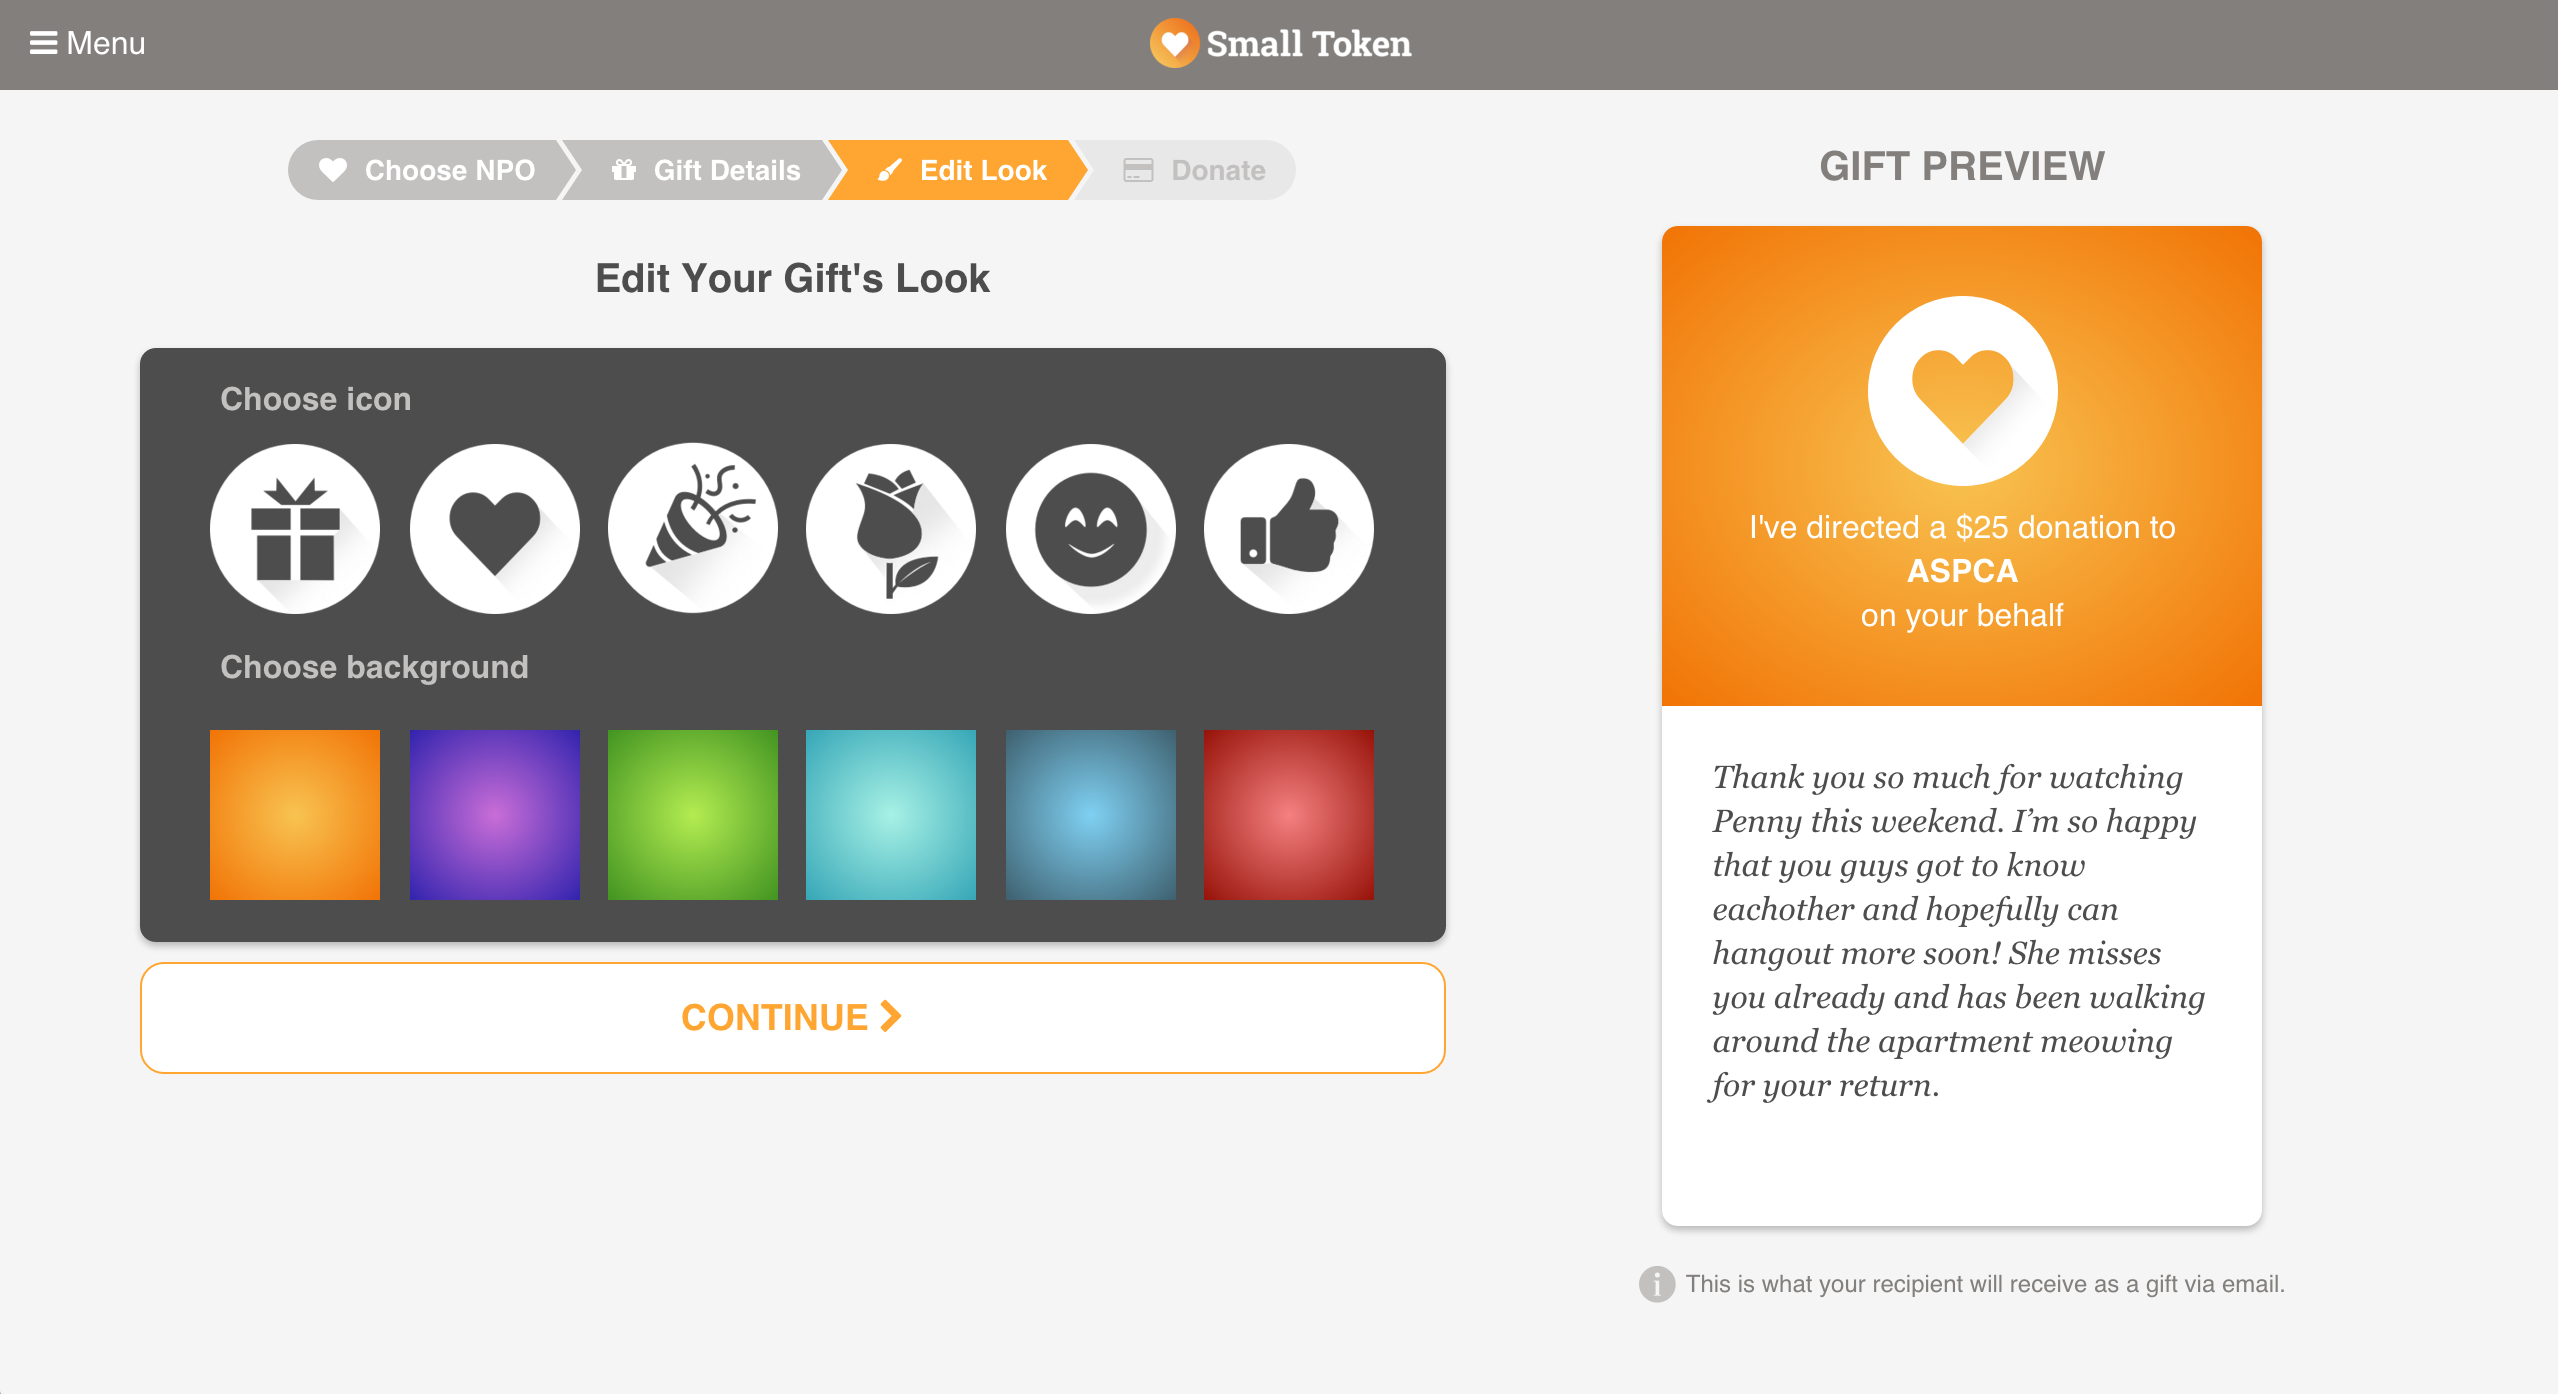 Menu
Small Token
Choose NPO
Gift Details
Edit Look
Donate
Edit Your Gift's Look
Choose icon
Choose background
CONTINUE
GIFT PREVIEW
I've directed a $25 donation to
ASPCA
on your behalf
Thank you so much for watching
Penny this weekend. I’m so happy
that you guys got to know
eachother and hopefully can
hangout more soon! She misses
you already and has been walking
around the apartment meowing
for your return.
This is what your recipient will receive as a gift via email.